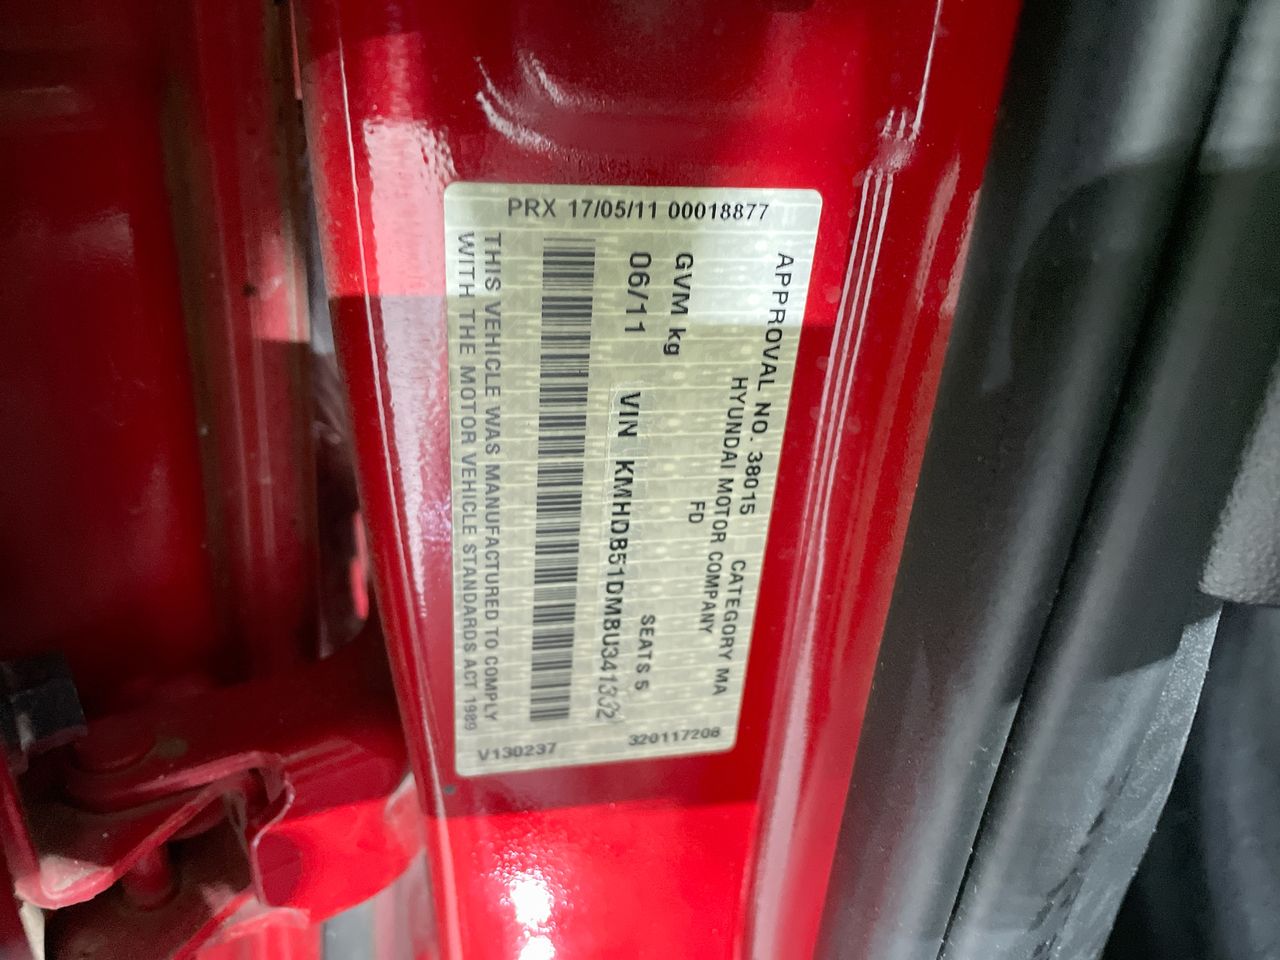 PRX 17/05/11 00018877
APPROVAL NO. 38015 CATEGORY MA
HYUNDAI MOTOR COMPANY
FD
GVM kg
SEATS 5
06/11 VIN KMHDB51DMBU341332
THIS VEHICLE WAS MANUFACTURED TO COMPLY
WITH THE MOTOR VEHICLE STANDARDS ACT 1989
320117208
V130237